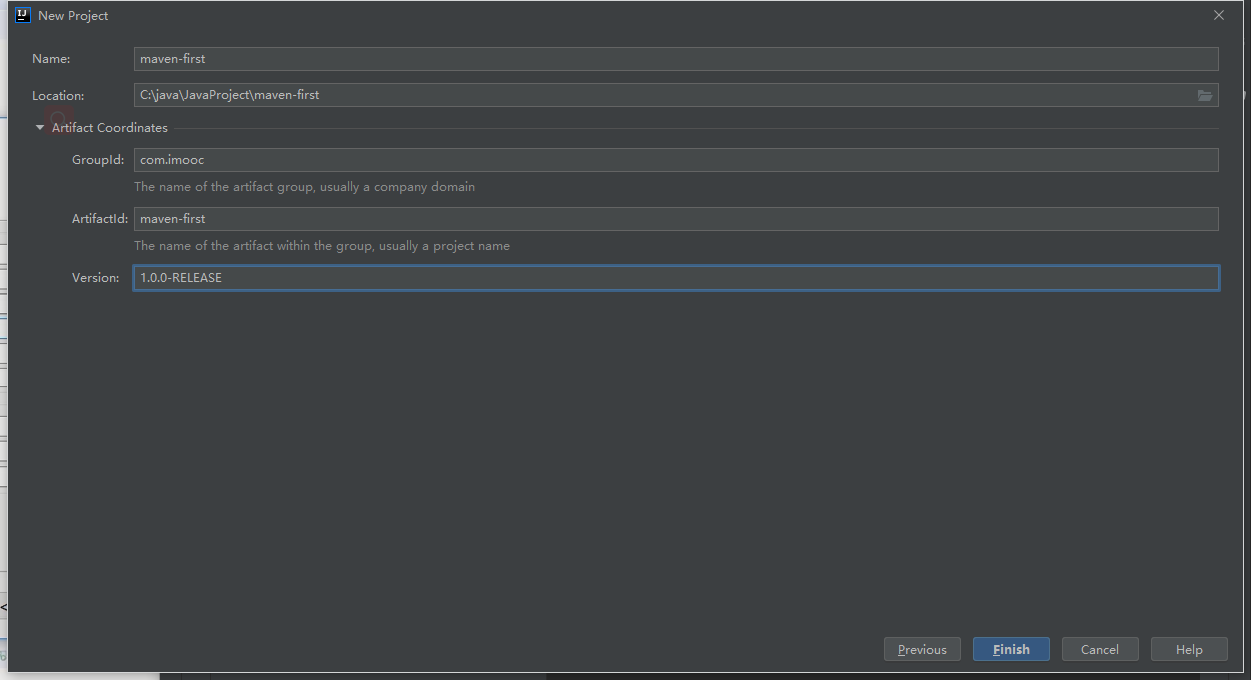 New Project
Name: maven-first
Location: C:\java\JavaProject\maven-first
Artifact Coordinates
GroupId: com.imooc
The name of the artifact group, usually a company domain
ArtifactId: maven-first
The name of the artifact within the group, usually a project name
Version: 1.0.0-RELEASE
Previous Finish Cancel Help